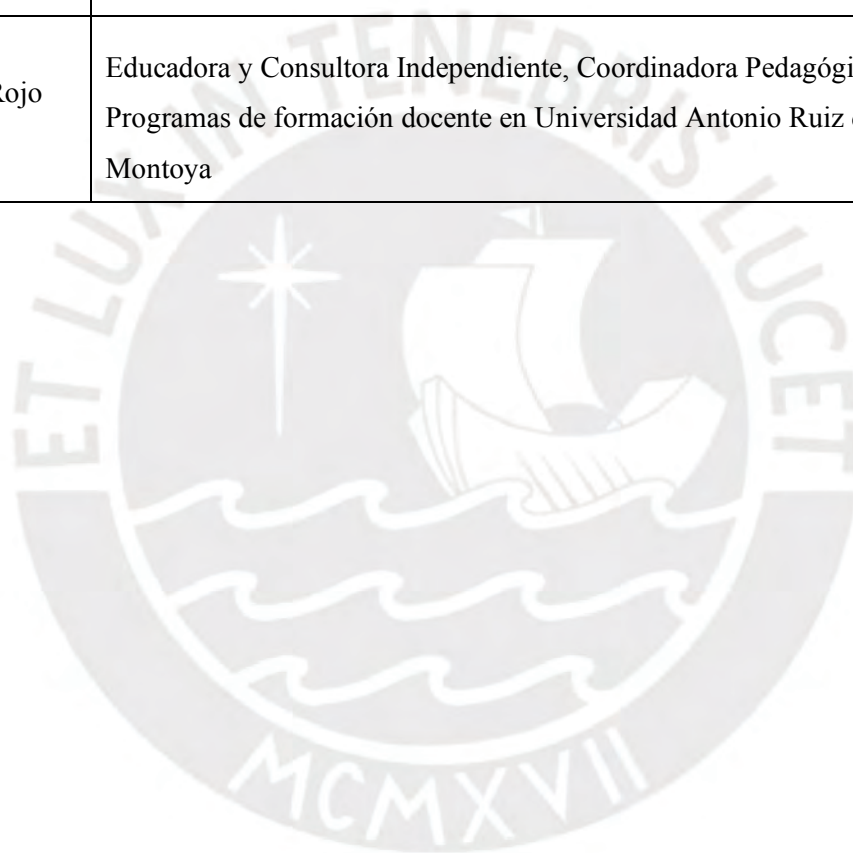 Rojo
Educadora y Consultora Independiente, Coordinadora
Programas de formación docente en Universidad Antonio Ruiz
Montoya
ET LUX IN TENEBRIS LUCET
MCMXVII